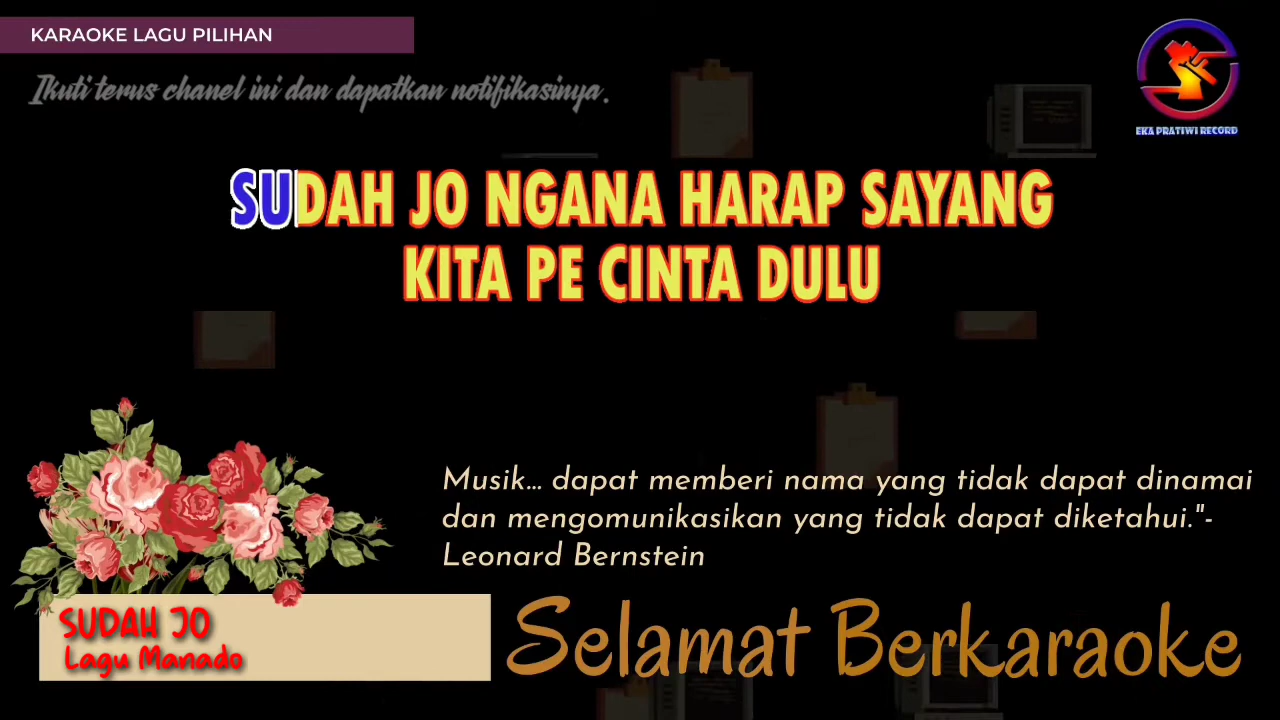 KARAOKE LAGU PILIHAN
Ikuti terus chanel ini dan dapatkan notifikasinya.
EKA PRATIWI RECORD
SUDAH JO NGANA HARAP SAYANG
KITA PE CINTA DULU
Musik... dapat memberi nama yang tidak dapat dinamai
dan mengomunikasikan yang tidak dapat diketahui."-
Leonard Bernstein
SUDAH JO
Lagu Manado
Selamat Berkaraoke